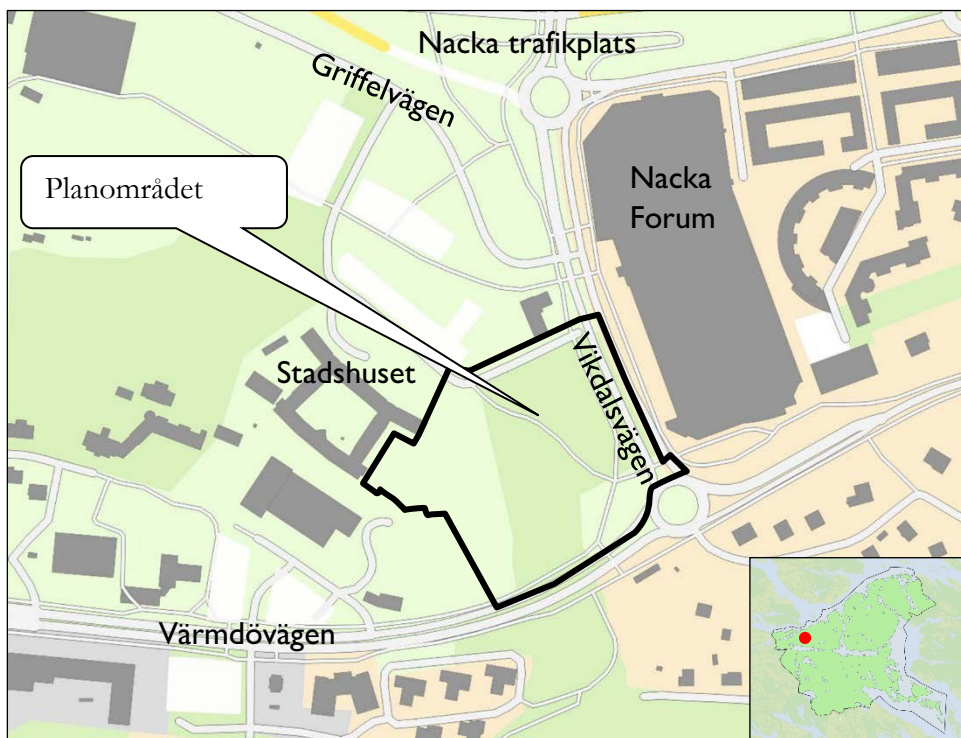 Nacka trafikplats
Griffelvägen
Planområdet
Nacka
Forum
Stadshuset
Vikdalsvägen
Värmdövägen